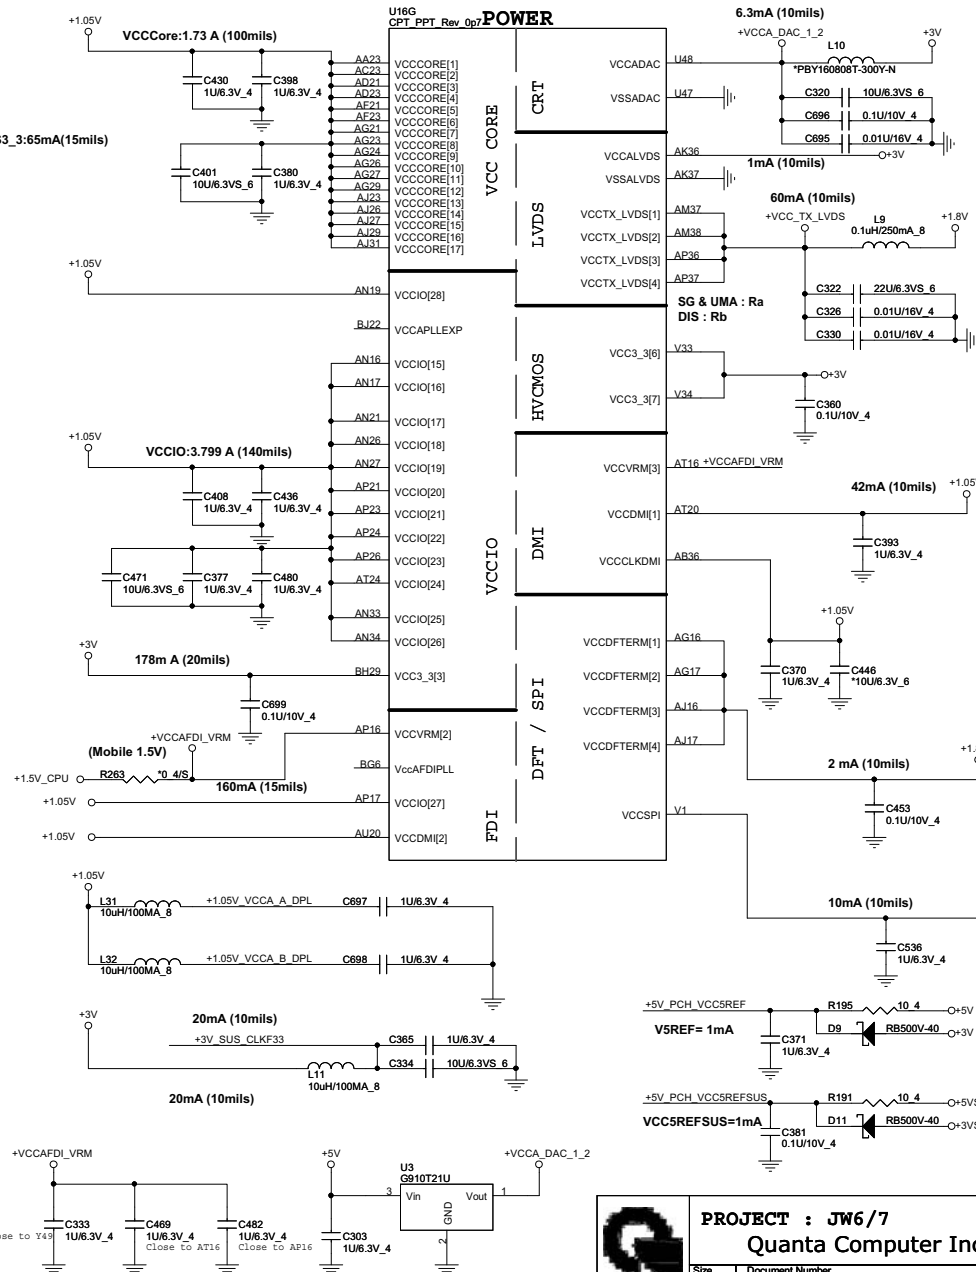 U16G
CPT_PPT_Rev_0p7
POWER
+1.05V
VCCCore:1.73 A (100mils)
C430
1U/6.3V_4
C398
1U/6.3V_4
63_3:65mA(15mils)
C401
10U/6.3VS_6
C380
1U/6.3V_4
AA23 VCCCORE[1]
AC23 VCCCORE[2]
AD21 VCCCORE[3]
AD23 VCCCORE[4]
AF21 VCCCORE[5]
AF23 VCCCORE[6]
AG21 VCCCORE[7]
AG23 VCCCORE[8]
AG24 VCCCORE[9]
AG26 VCCCORE[10]
AG27 VCCCORE[11]
AG29 VCCCORE[12]
AJ23 VCCCORE[13]
AJ26 VCCCORE[14]
AJ27 VCCCORE[15]
AJ29 VCCCORE[16]
AJ31 VCCCORE[17]
VCC CORE
+1.05V
AN19 VCCIO[28]
BJ22 VCCAPLLEXP
AN16 VCCIO[15]
AN17 VCCIO[16]
AN21 VCCIO[17]
AN26 VCCIO[18]
AN27 VCCIO[19]
AP21 VCCIO[20]
AP23 VCCIO[21]
AP24 VCCIO[22]
AP26 VCCIO[23]
AT24 VCCIO[24]
AN33 VCCIO[25]
AN34 VCCIO[26]
VCCIO
+1.05V
VCCIO:3.799 A (140mils)
C408
1U/6.3V_4
C436
1U/6.3V_4
C471
10U/6.3VS_6
C377
1U/6.3V_4
C480
1U/6.3V_4
+3V
178m A (20mils)
BH29 VCC3_3[3]
C699
0.1U/10V_4
+VCCAFDI_VRM
(Mobile 1.5V)
+1.5V_CPU
R263
*0_4/S
160mA (15mils)
AP16 VCCVRM[2]
BG6 VccAFDIPLL
+1.05V
AP17 VCCIO[27]
+1.05V
AU20 VCCDMI[2]
FDI
CRT
VCCADAC U48
VSSADAC U47
LVDS
VCCALVDS AK36
VSSALVDS AK37
VCCTX_LVDS[1] AM37
VCCTX_LVDS[2] AM38
VCCTX_LVDS[3] AP36
VCCTX_LVDS[4] AP37
HVCMOS
VCC3_3[6] V33
VCC3_3[7] V34
DMI
VCCVRM[3] AT16 +VCCAFDI_VRM
VCCDMI[1] AT20
VCCCLKDMI AB36
DFT / SPI
VCCDFTERM[1] AG16
VCCDFTERM[2] AG17
VCCDFTERM[3] AJ16
VCCDFTERM[4] AJ17
VCCSPI V1
6.3mA (10mils)
+VCCA_DAC_1_2
L10
*PBY160808T-300Y-N
+3V
C320
10U/6.3VS_6
C696
0.1U/10V_4
C695
0.01U/16V_4
+3V
1mA (10mils)
60mA (10mils)
+VCC_TX_LVDS
L9
0.1uH/250mA_8
+1.8V
C322
22U/6.3VS_6
C326
0.01U/16V_4
C330
0.01U/16V_4
SG & UMA : Ra
DIS : Rb
+3V
C360
0.1U/10V_4
42mA (10mils)
+1.05
C393
1U/6.3V_4
+1.05V
C370
1U/6.3V_4
C446
*10U/6.3V_6
2 mA (10mils)
C453
0.1U/10V_4
10mA (10mils)
C536
1U/6.3V_4
+1.05V
L31
10uH/100MA_8
+1.05V_VCCA_A_DPL
C697
1U/6.3V_4
L32
10uH/100MA_8
+1.05V_VCCA_B_DPL
C698
1U/6.3V_4
+3V
20mA (10mils)
+3V_SUS_CLKF33
C365
1U/6.3V_4
L11
10uH/100MA_8
C334
10U/6.3VS_6
20mA (10mils)
+5V_PCH_VCC5REF
V5REF= 1mA
C371
1U/6.3V_4
R195
10_4
+5V
D9
RB500V-40
+3V
+5V_PCH_VCC5REFSUS
VCC5REFSUS=1mA
C381
0.1U/10V_4
R191
10_4
+5VS
D11
RB500V-40
+3VS
+VCCAFDI_VRM
C333
1U/6.3V_4
ose to Y49
C469
1U/6.3V_4
Close to AT16
C482
1U/6.3V_4
Close to AP16
+5V
C303
1U/6.3V_4
U3
G910T21U
3 Vin
Vout 1
GND
2
+VCCA_DAC_1_2
PROJECT : JW6/7
Quanta Computer Inc
Size
Document Number